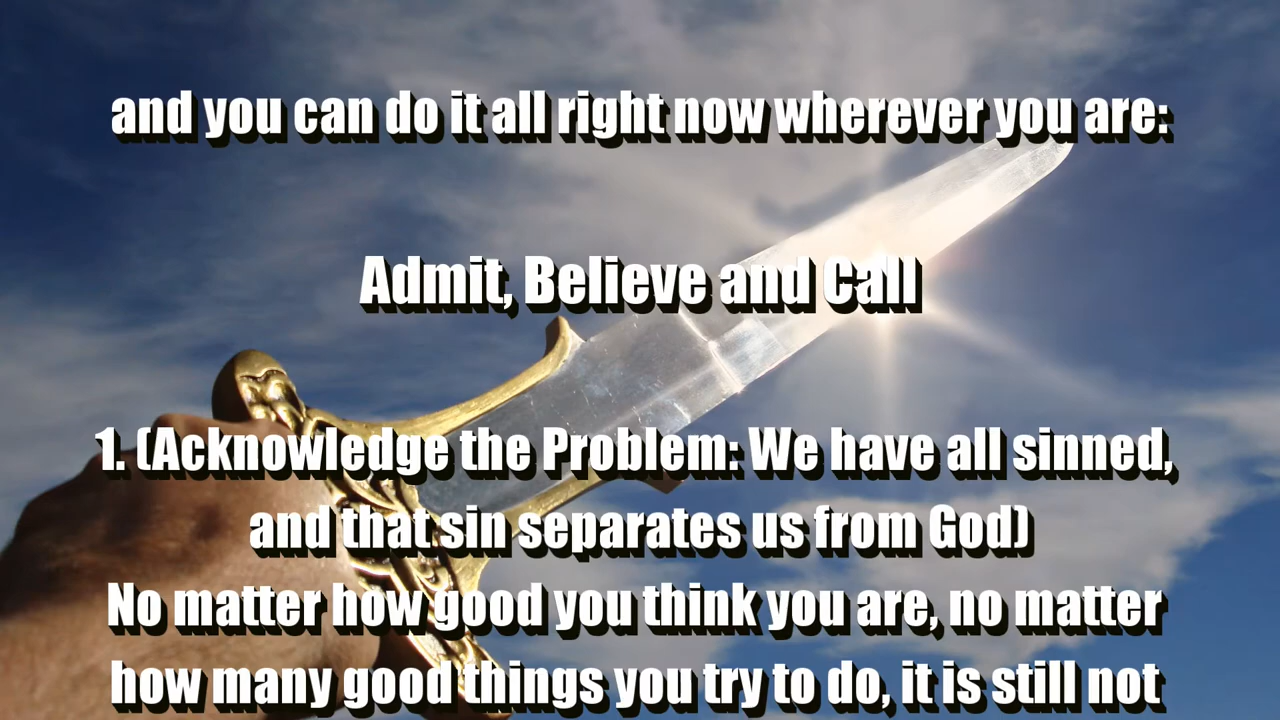 and you can do it all right now wherever you are:
Admit, Believe and Call
1. (Acknowledge the Problem: We have all sinned,
and that sin separates us from God)
No matter how good you think you are, no matter
how many good things you try to do, it is still not